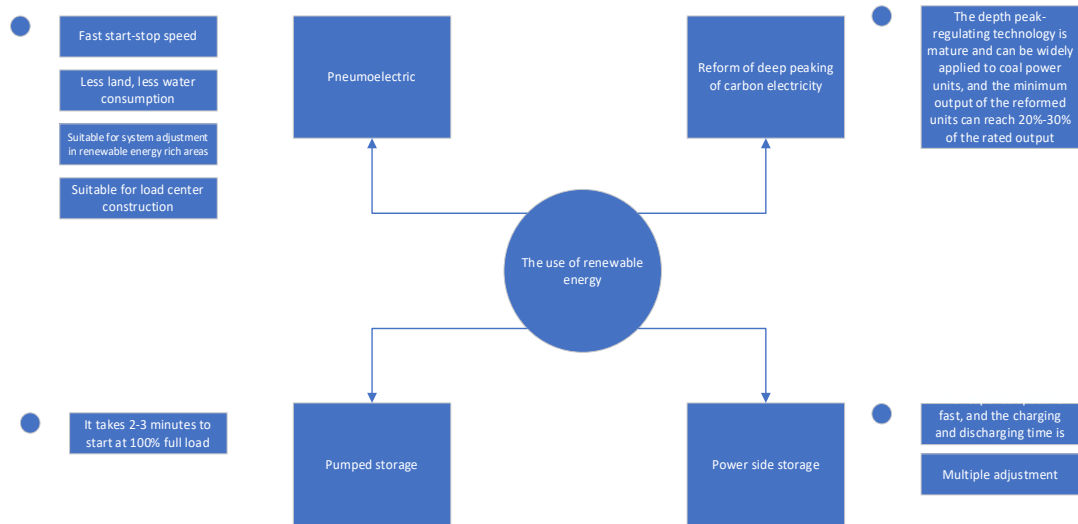 Fast start-stop speed
Less land, less water
consumption
Suitable for system adjustment
in renewable energy rich areas
Suitable for load center
construction
Pneumoelectric
Reform of deep peaking
of carbon electricity
The depth peak-
regulating technology is
mature and can be widely
applied to coal power
units, and the minimum
output of the reformed
units can reach 20%-30%
of the rated output
The use of renewable
energy
It takes 2-3 minutes to
start at 100% full load
Pumped storage
Power side storage
fast, and the charging
and discharging time is
Multiple adjustment